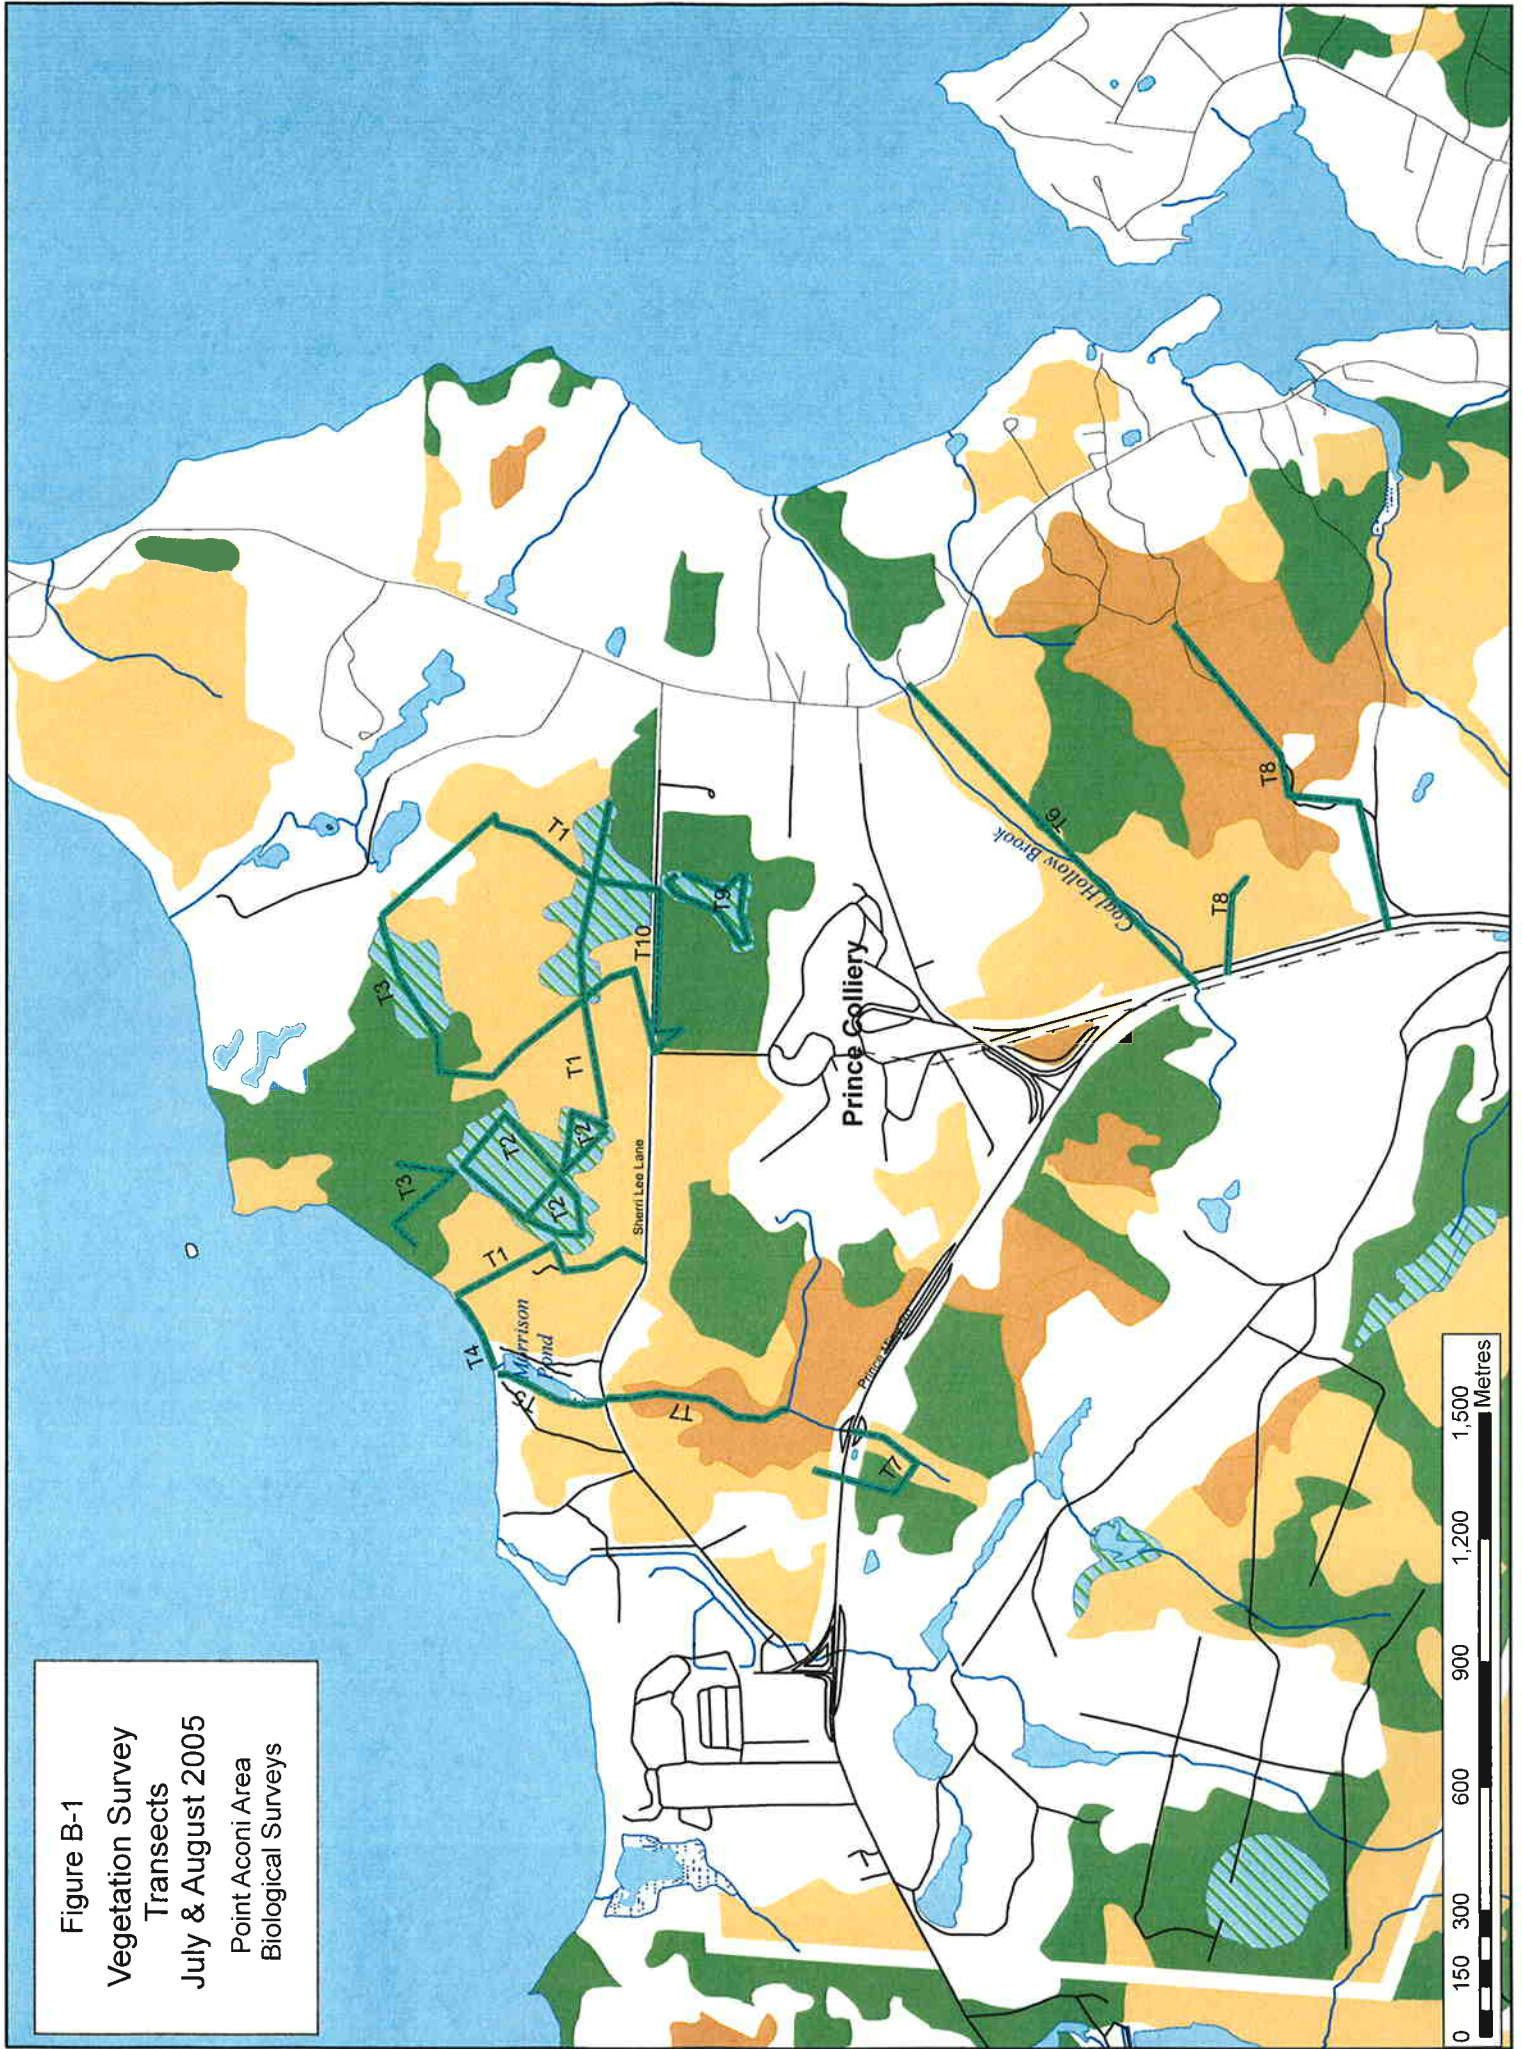 Figure B-1
Vegetation Survey
Transects
July & August 2005
Point Aconi Area
Biological Surveys
T3
T3
T1
T1
T1
T2
T2
T2
T10
T9
T4
T5
T7
T7
T6
T8
T8
Morrison
Pond
Sherri Lee Lane
Prince Colliery
Coal Hollow Brook
Prince Mine
0 150 300 600 900 1,200 1,500
Metres